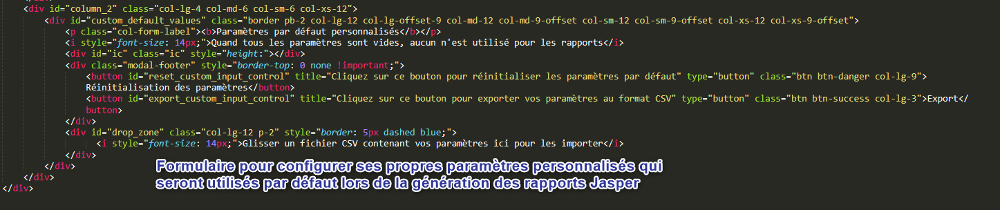 <div id="column_2" class="col-lg-4 col-md-6 col-sm-6 col-xs-12">
<div id="custom_default_values" class="border pb-2 col-lg-12 col-lg-offset-9 col-md-12 col-md-9-offset col-sm-12 col-sm-9-offset col-xs-12 col-xs-9-offset">
<p class="col-form-label"><b>Paramètres par défaut personnalisés</b></p>
<i style="font-size: 14px;">Quand tous les paramètres sont vides, aucun n'est utilisé pour les rapports</i>
<div id="ic" class="ic" style="height:"></div>
<div class="modal-footer" style="border-top: 0 none !important;">
<button id="reset_custom_input_control" title="Cliquez sur ce bouton pour réinitialiser les paramètres par défaut" type="button" class="btn btn-danger col-lg-9">
Réinitialisation des paramètres</button>
<button id="export_custom_input_control" title="Cliquez sur ce bouton pour exporter vos paramètres au format CSV" type="button" class="btn btn-success col-lg-3">Export</
button>
</div>
<div id="drop_zone" class="col-lg-12 p-2" style="border: 5px dashed blue;">
<i style="font-size: 14px;">Glisser un fichier CSV contenant vos paramètres ici pour les importer</i>
</div>
</div>
</div>
</div>
Formulaire pour configurer ses propres paramètres personnalisés qui
seront utilisés par défaut lors de la génération des rapports Jasper